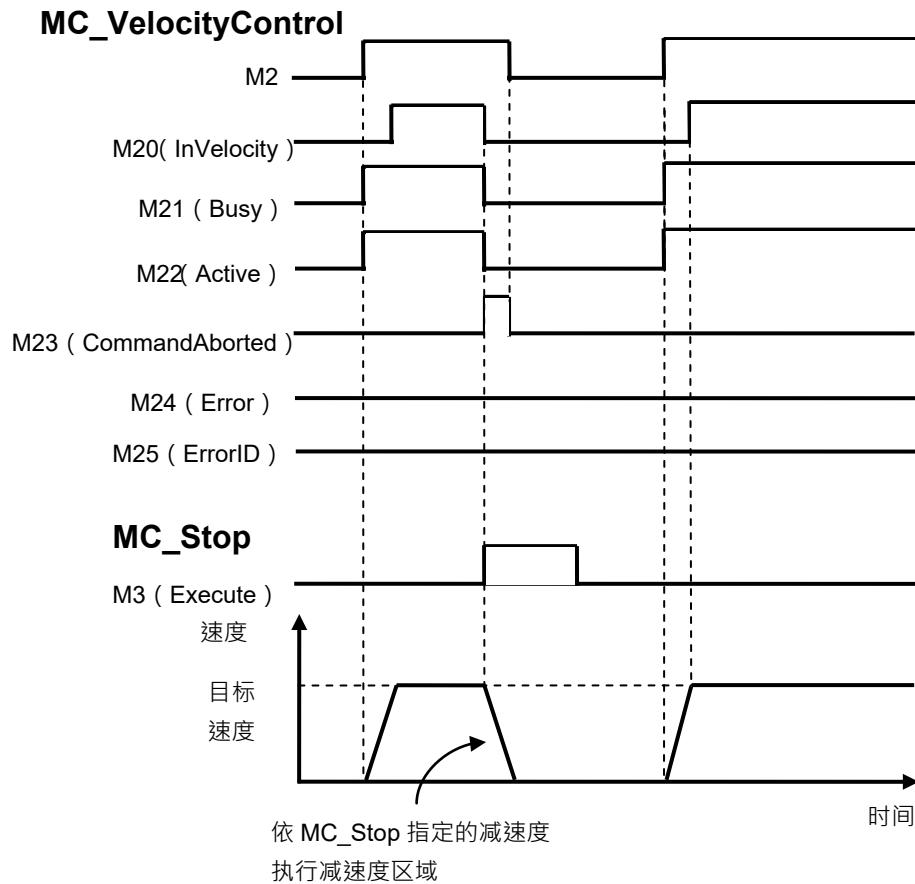 MC_VelocityControl
M2
M20( InVelocity )
M21 ( Busy )
M22( Active )
M23 ( CommandAborted )
M24 ( Error )
M25 ( ErrorID )
MC_Stop
M3 ( Execute )
速度
目标
速度
时间
依 MC_Stop 指定的减速度
执行减速度区域